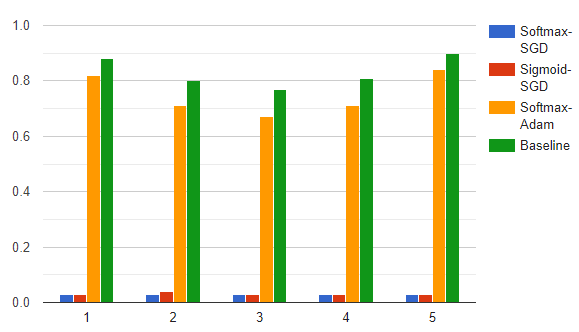 1.0
0.8
0.6
0.4
0.2
0.0
1 2 3 4 5
Softmax-
SGD
Sigmoid-
SGD
Softmax-
Adam
Baseline